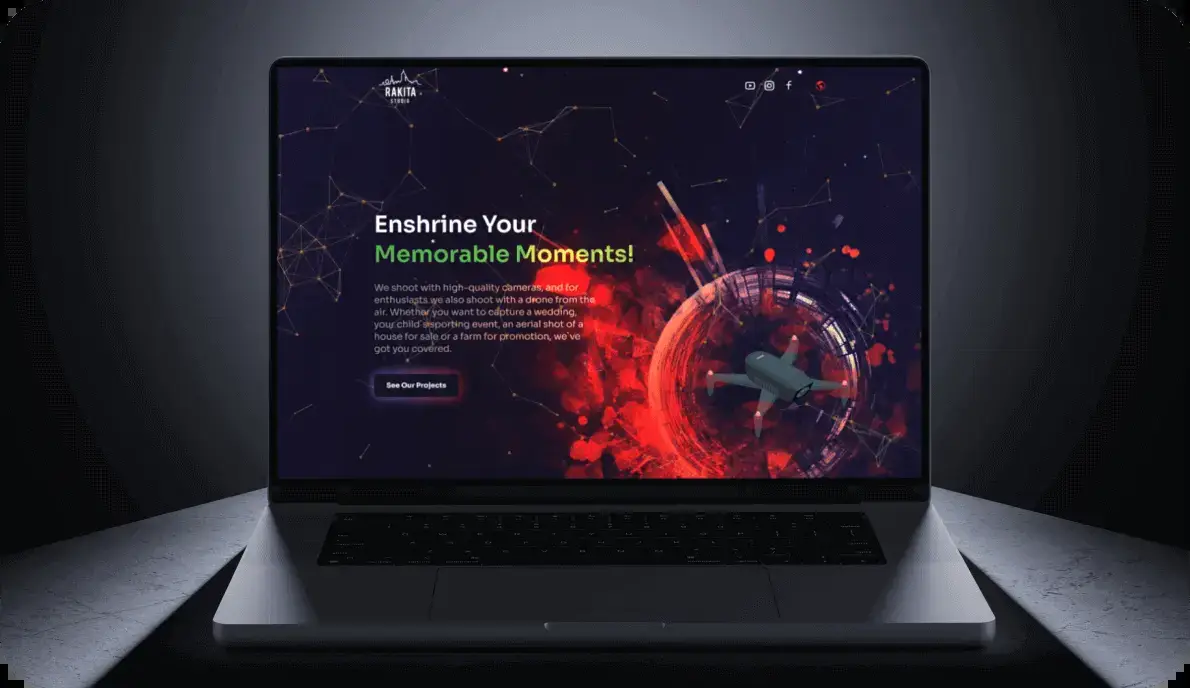 RAKITA
STUDIO
Enshrine Your
Memorable Moments!
We shoot with high-quality cameras, and for
enthusiasts we also shoot with a drone from the
air. Whether you want to capture a wedding,
your child`s sporting event, an aerial shot of a
house for sale or a farm for promotion, we`ve
got you covered.
See Our Projects